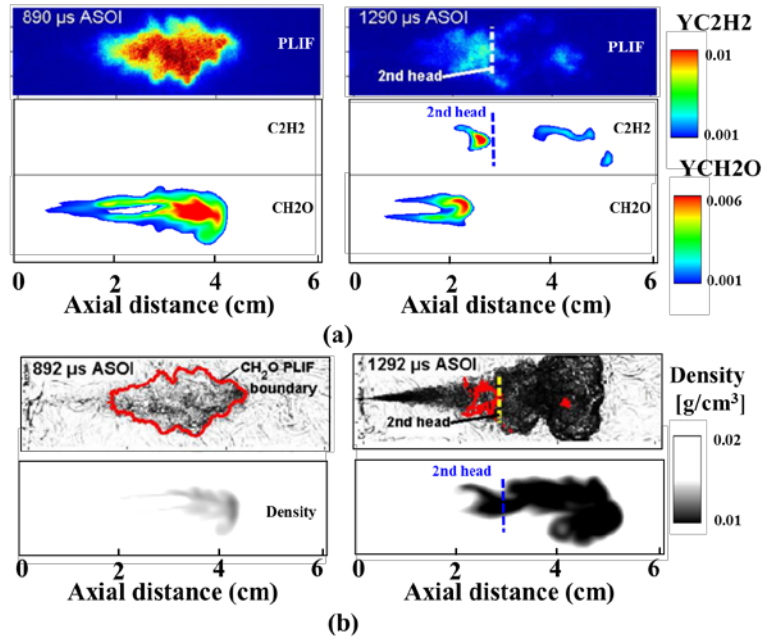 890 µs ASOI
PLIF
C2H2
CH2O
0 2 4 6
Axial distance (cm)
1290 µs ASOI
PLIF
2nd head
2nd head
C2H2
CH2O
0 2 4 6
Axial distance (cm)
YC2H2
0.01
0.001
YCH2O
0.006
0.001
(a)
892 µs ASOI
CH2O PLIF
boundary
Density
0 2 4 6
Axial distance (cm)
1292 µs ASOI
2nd head
2nd head
0 2 4 6
Axial distance (cm)
Density
[g/cm³]
0.02
0.01
(b)